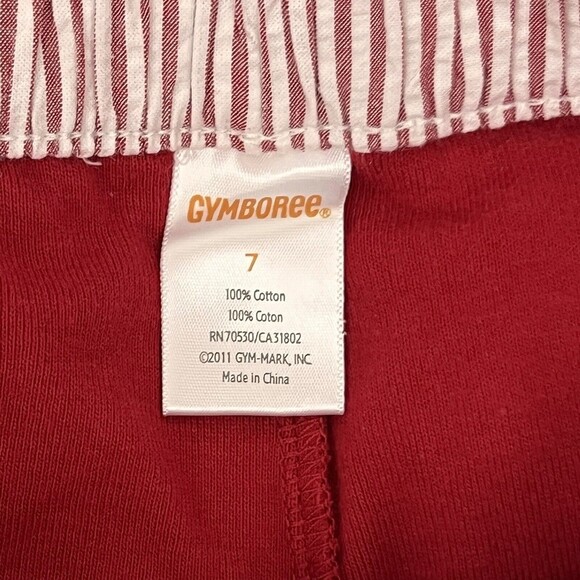 GYMBOREE®
7
100% Cotton
100% Coton
RN70530/CA31802
©2011 GYM-MARK, INC.
Made in China